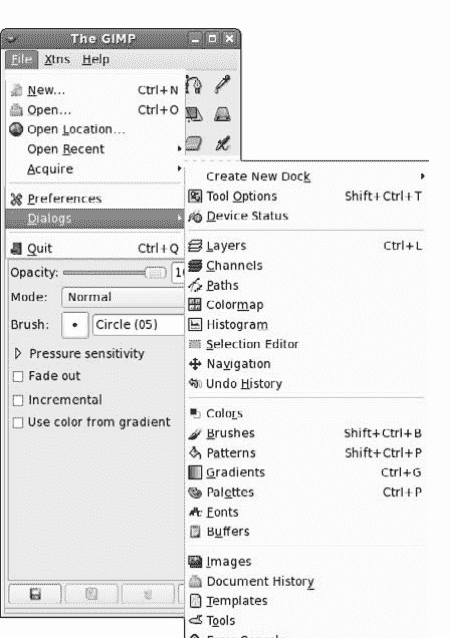 The GIMP
File Xtns Help
New... Ctrl+N
Open... Ctrl+O
Open Location...
Open Recent
Acquire
Preferences
Dialogs
Quit Ctrl+Q
Opacity:
Mode: Normal
Brush: Circle (05)
Pressure sensitivity
Fade out
Incremental
Use color from gradient
Create New Dock
Tool Options Shift+Ctrl+T
Device Status
Layers Ctrl+L
Channels
Paths
Colormap
Histogram
Selection Editor
Navigation
Undo History
Colors
Brushes Shift+Ctrl+B
Patterns Shift+Ctrl+P
Gradients Ctrl+G
Palettes Ctrl+P
Fonts
Buffers
Images
Document History
Templates
Tools